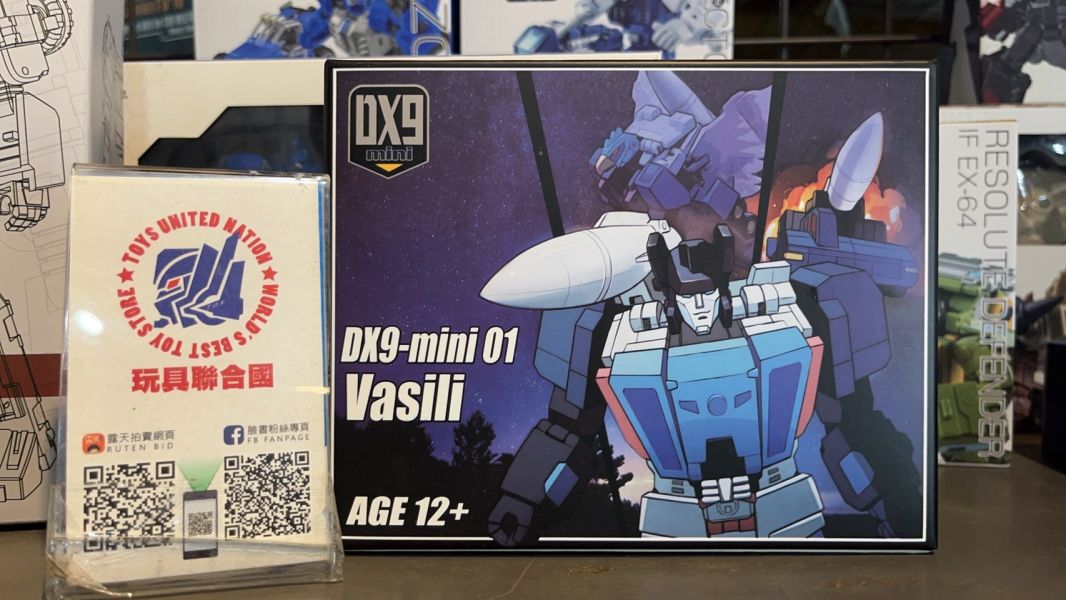 TOYS UNITED NATION
★ WORLD'S BEST TOY STORE ★
玩具聯合國
露天拍賣網頁
RUTEN BID
臉書粉絲專頁
FB FANPAGE
DX9
mini
DX9-mini 01
Vasili
AGE 12+
RESOLUTE DEFENDER
IF EX-64